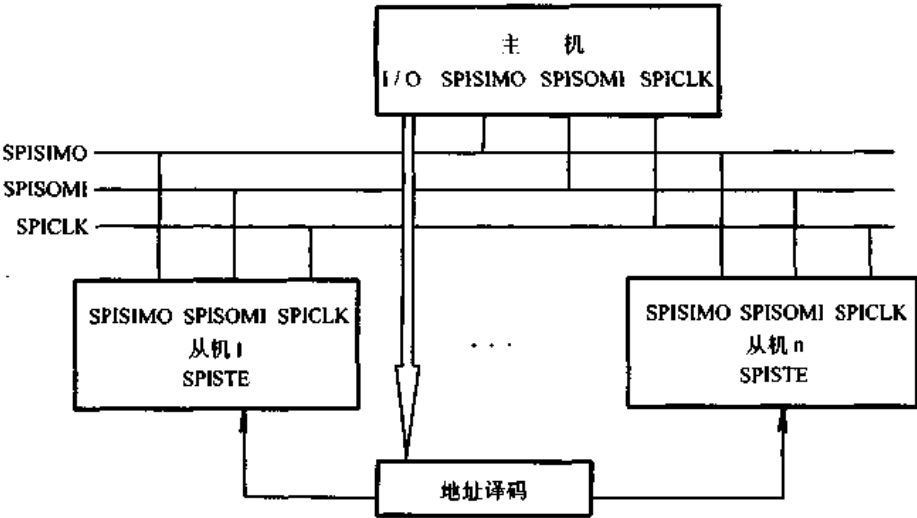 主 机
I/O SPISIMO SPISOMI SPICLK
SPISIMO
SPISOMI
SPICLK
SPISIMO SPISOMI SPICLK
从机1
SPISTE
...
SPISIMO SPISOMI SPICLK
从机n
SPISTE
地址译码